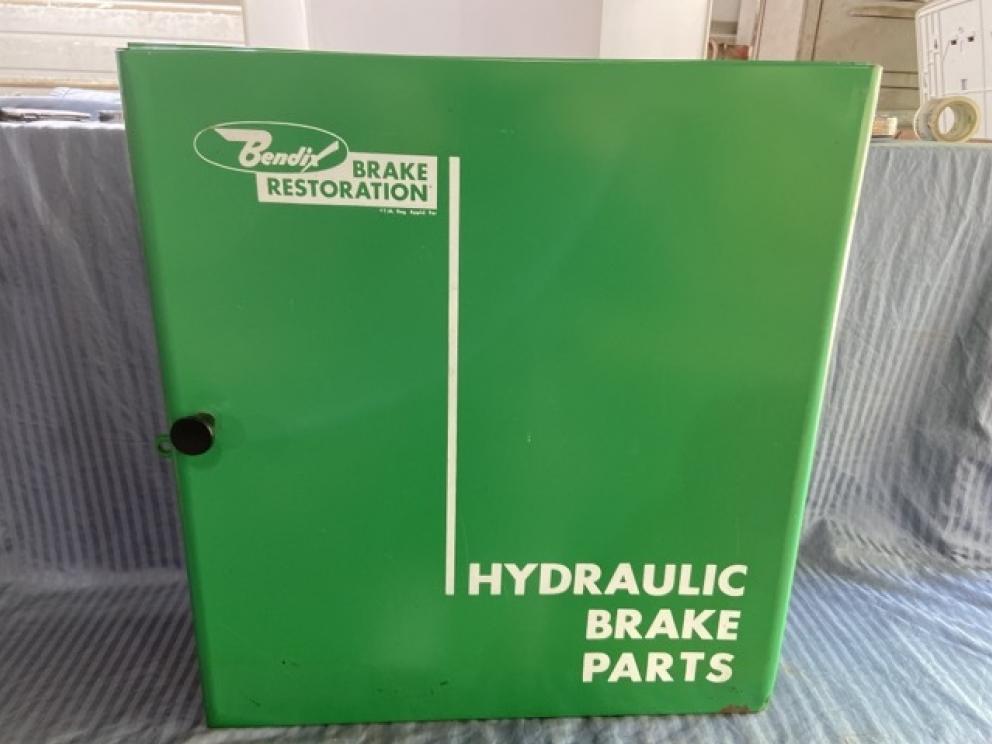 Bendix
BRAKE
RESTORATION
HYDRAULIC
BRAKE
PARTS